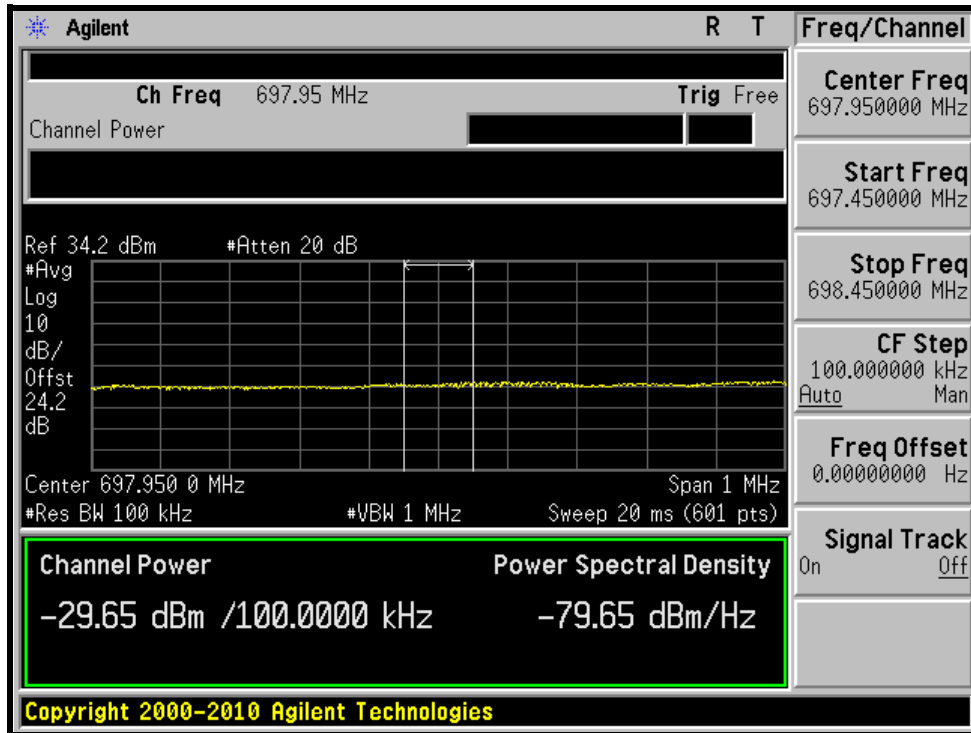 Agilent R T
Ch Freq 697.95 MHz Trig Free
Channel Power
Ref 34.2 dBm #Atten 20 dB
#Avg
Log
10
dB/
Offst
24.2
dB
Center 697.950 0 MHz Span 1 MHz
#Res BW 100 kHz #VBW 1 MHz Sweep 20 ms (601 pts)
Channel Power Power Spectral Density
-29.65 dBm /100.0000 kHz -79.65 dBm/Hz
Copyright 2000-2010 Agilent Technologies
Freq/Channel
Center Freq
697.950000 MHz
Start Freq
697.450000 MHz
Stop Freq
698.450000 MHz
CF Step
100.000000 kHz
Auto Man
Freq Offset
0.00000000 Hz
Signal Track
On Off